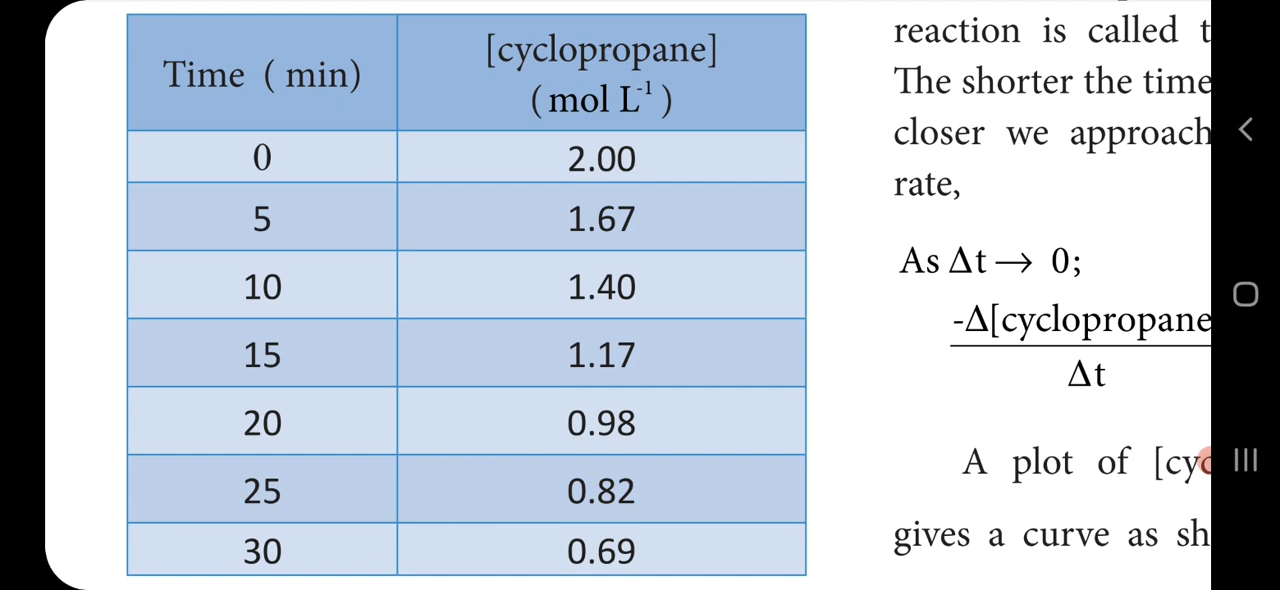 Time ( min) [cyclopropane] (mol L⁻¹)
0 2.00
5 1.67
10 1.40
15 1.17
20 0.98
25 0.82
30 0.69
reaction is called
The shorter the time
closer we approach
rate,
As Δt → 0;
-Δ[cyclopropane
Δt
A plot of [cyc
gives a curve as sh